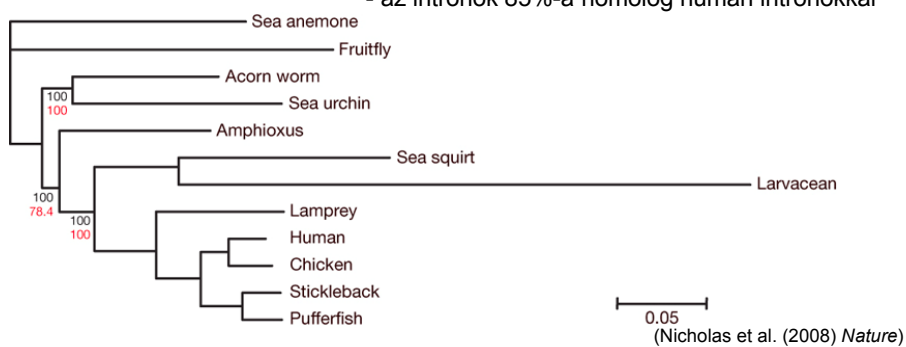 - az intronok 85%-a homológ humán intronokkal
Sea anemone
Fruitfly
Acorn worm
100
100
Sea urchin
Amphioxus
Sea squirt
Larvacean
100
78.4
100
100
Lamprey
Human
Chicken
Stickleback
Pufferfish
0.05
(Nicholas et al. (2008) Nature)